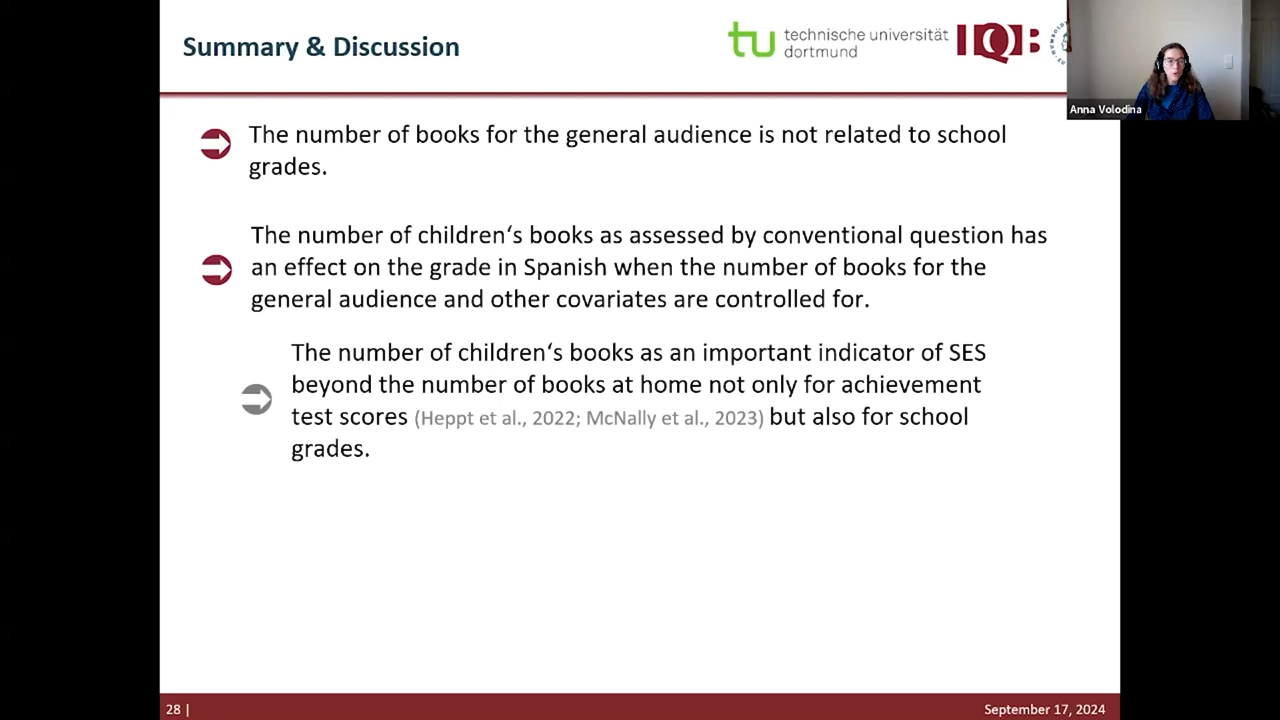 Summary & Discussion
tu technische universität
dortmund
IQB
Anna Volodina
The number of books for the general audience is not related to school
grades.
The number of children‘s books as assessed by conventional question has
an effect on the grade in Spanish when the number of books for the
general audience and other covariates are controlled for.
The number of children‘s books as an important indicator of SES
beyond the number of books at home not only for achievement
test scores (Heppt et al., 2022; McNally et al., 2023) but also for school
grades.
28 |
September 17, 2024